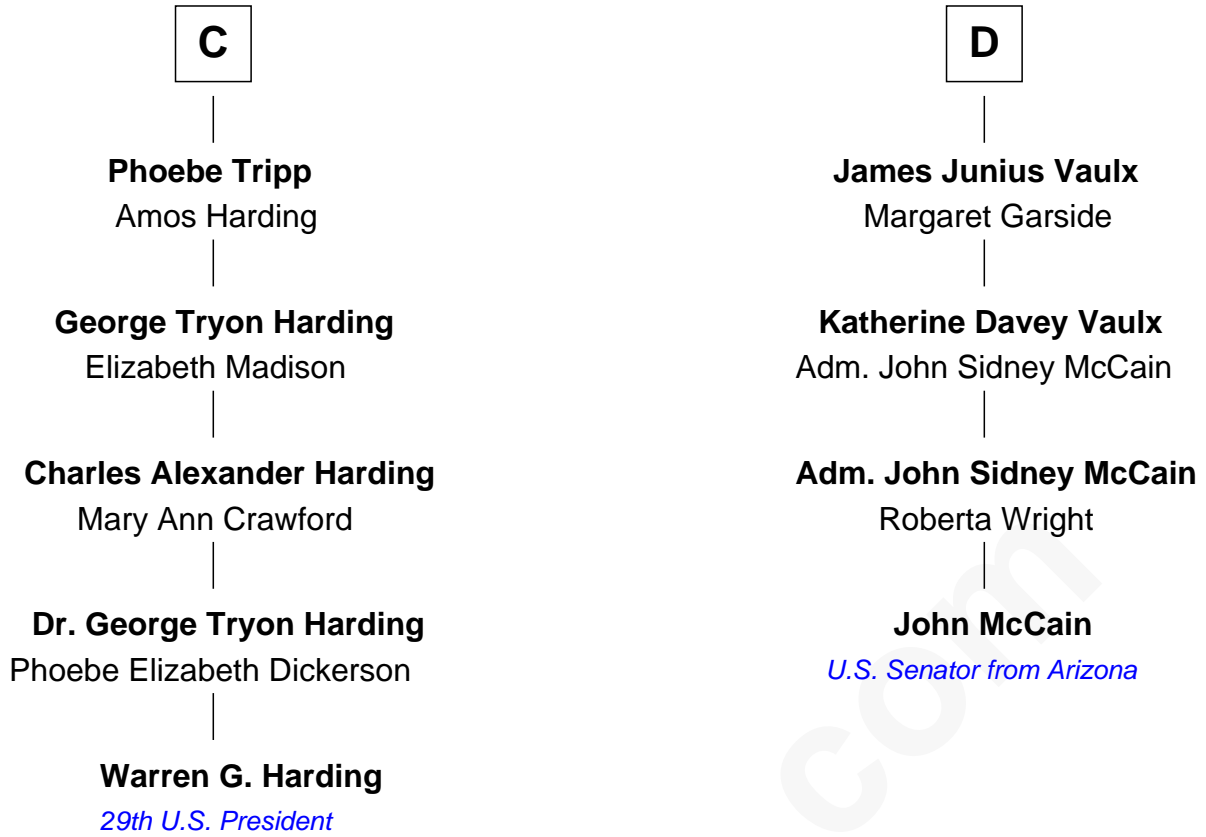 C
Phoebe Tripp
Amos Harding
George Tryon Harding
Elizabeth Madison
Charles Alexander Harding
Mary Ann Crawford
Dr. George Tryon Harding
Phoebe Elizabeth Dickerson
Warren G. Harding
29th U.S. President
D
James Junius Vaulx
Margaret Garside
Katherine Davey Vaulx
Adm. John Sidney McCain
Adm. John Sidney McCain
Roberta Wright
John McCain
U.S. Senator from Arizona
com